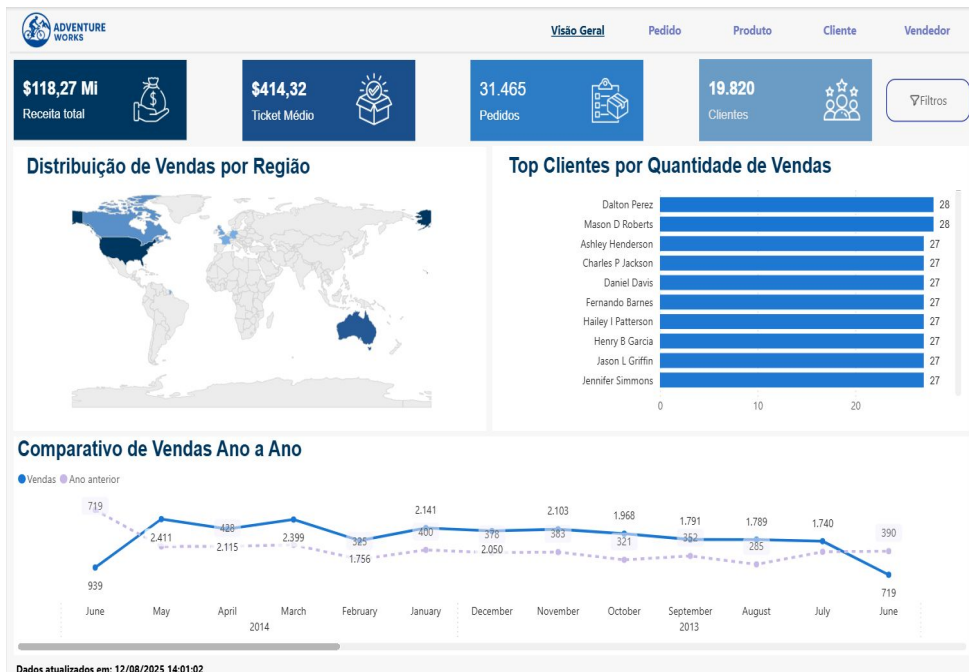 ADVENTURE
WORKS
Visão Geral Pedido Produto Cliente Vendedor
$118,27 Mi
Receita total
$414,32
Ticket Médio
31.465
Pedidos
19.820
Clientes
Filtros
Distribuição de Vendas por Região
Top Clientes por Quantidade de Vendas
Dalton Perez 28
Mason D Roberts 28
Ashley Henderson 27
Charles P Jackson 27
Daniel Davis 27
Fernando Barnes 27
Hailey I Patterson 27
Henry B Garcia 27
Jason L Griffin 27
Jennifer Simmons 27
0 10 20
Comparativo de Vendas Ano a Ano
Vendas Ano anterior
719 2.141 2.103 1.968 1.791 1.789 1.740 390
2.411 428 2.399 325 400 378 383 321 352 285
2.115 1.756 2.050
939 719
June May April March February January December November October September August July June
2014 2013
Dados atualizados em: 12/08/2025 14:01:02